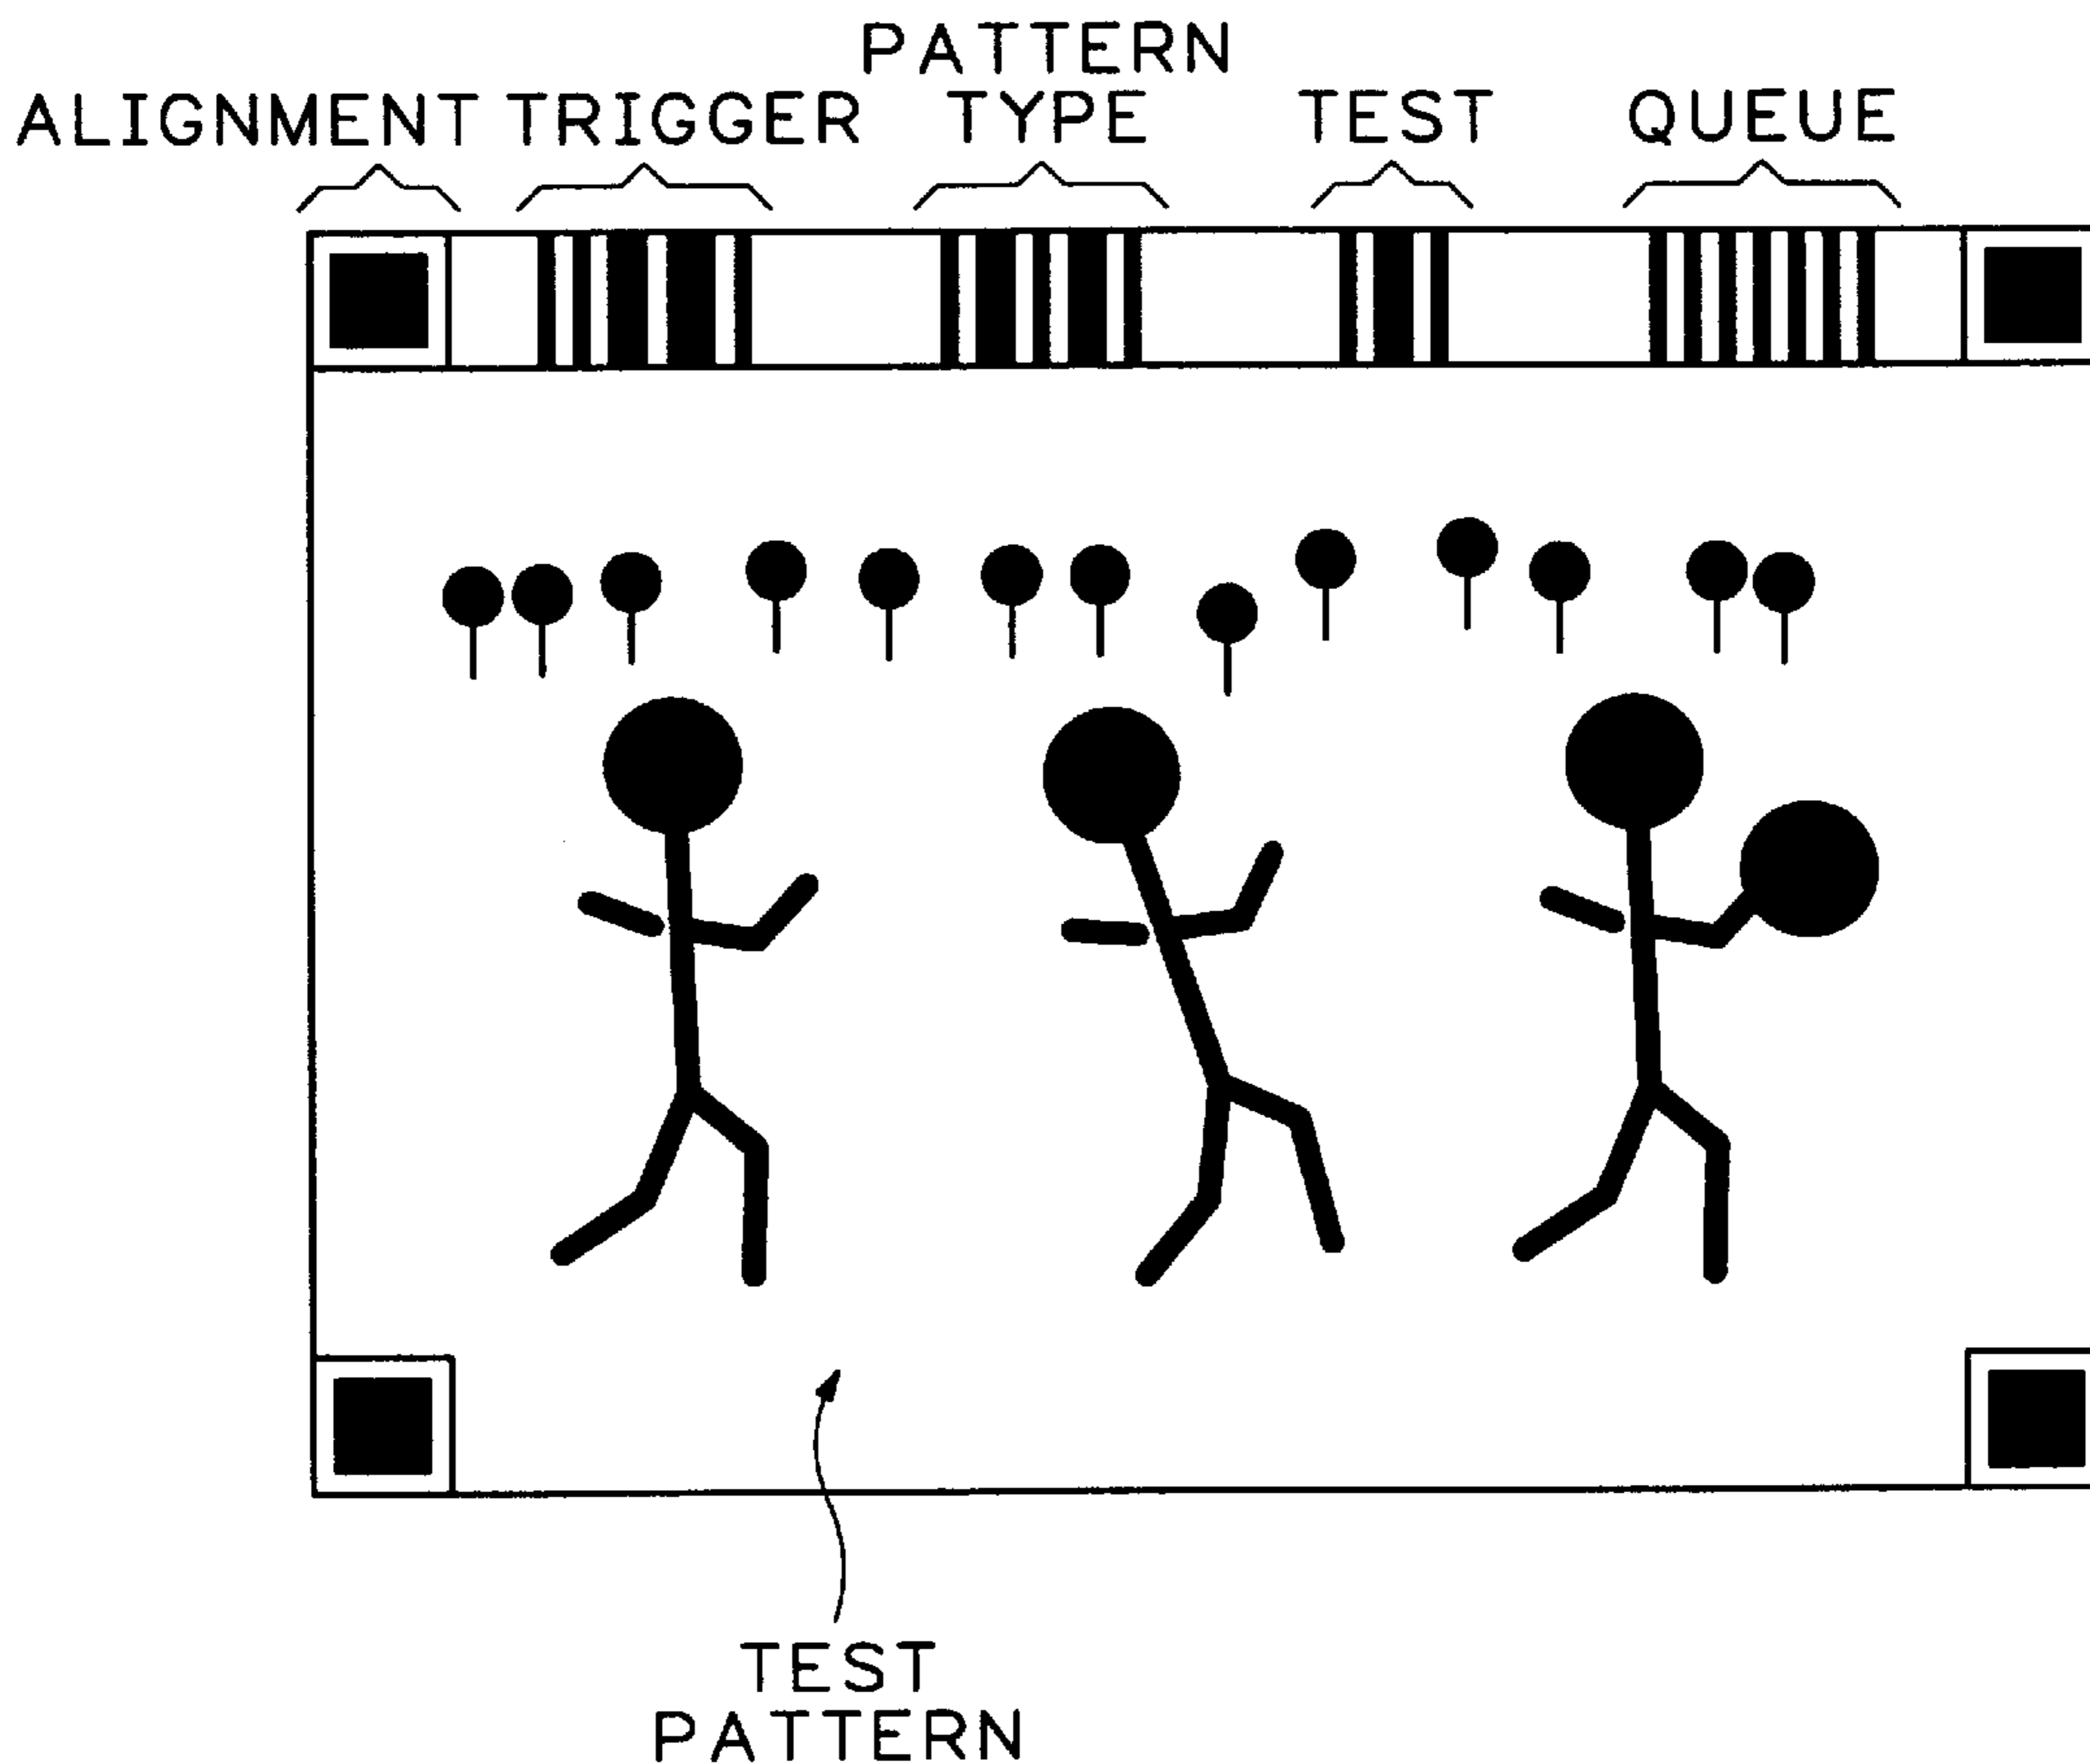 PATTERN
ALIGNMENT TRIGGER TYPE TEST QUEUE
TEST
PATTERN